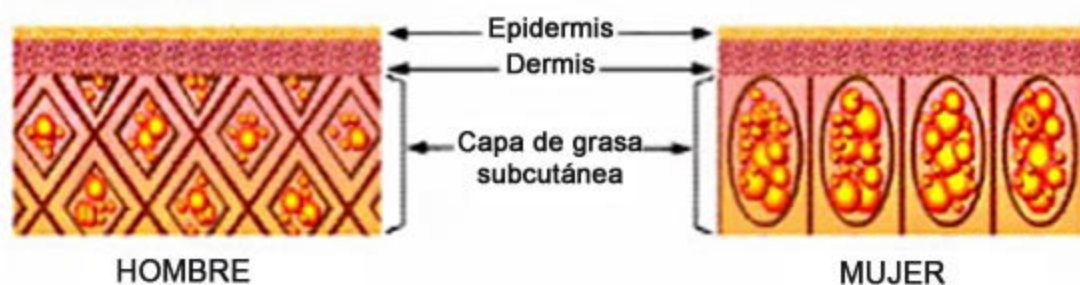 Epidermis
Dermis
Capa de grasa
subcutánea
HOMBRE
MUJER